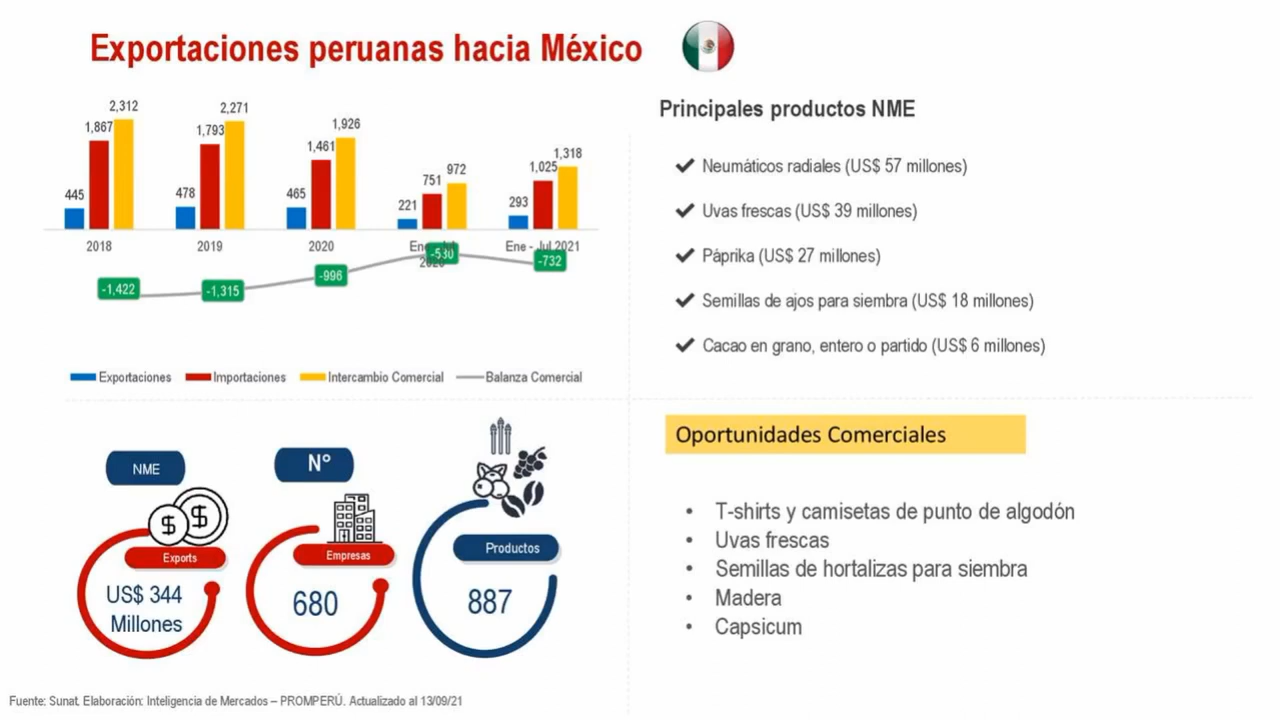 Exportaciones peruanas hacia México
2,312
2,271
1,867
1,793
1,926
1,461
1,318
1,025
972
751
445
478
465
221
293
2018
2019
2020
Ene - Jul 2021
2020
-1,422
-1,315
-996
-530
-732
Exportaciones
Importaciones
Intercambio Comercial
Balanza Comercial
Principales productos NME
Neumáticos radiales (US$ 57 millones)
Uvas frescas (US$ 39 millones)
Páprika (US$ 27 millones)
Semillas de ajos para siembra (US$ 18 millones)
Cacao en grano, entero o partido (US$ 6 millones)
NME
Exports
US$ 344
Millones
N°
Empresas
680
Productos
887
Oportunidades Comerciales
• T-shirts y camisetas de punto de algodón
• Uvas frescas
• Semillas de hortalizas para siembra
• Madera
• Capsicum
Fuente: Sunat. Elaboración: Inteligencia de Mercados – PROMPERÚ. Actualizado al 13/09/21